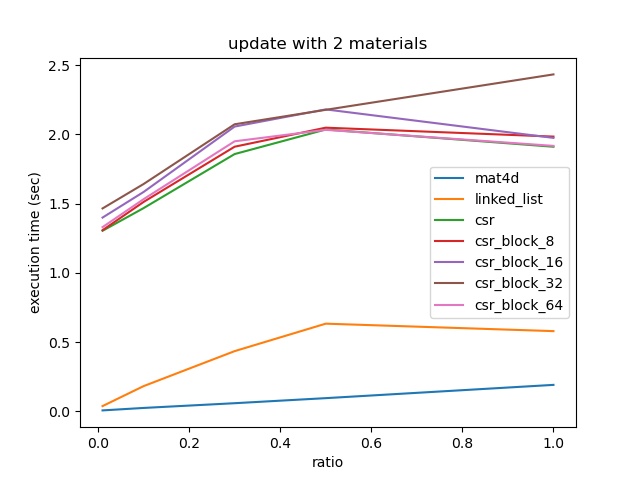 update with 2 materials
execution time (sec)
2.5
2.0
1.5
1.0
0.5
0.0
mat4d
linked_list
csr
csr_block_8
csr_block_16
csr_block_32
csr_block_64
0.0 0.2 0.4 0.6 0.8 1.0
ratio